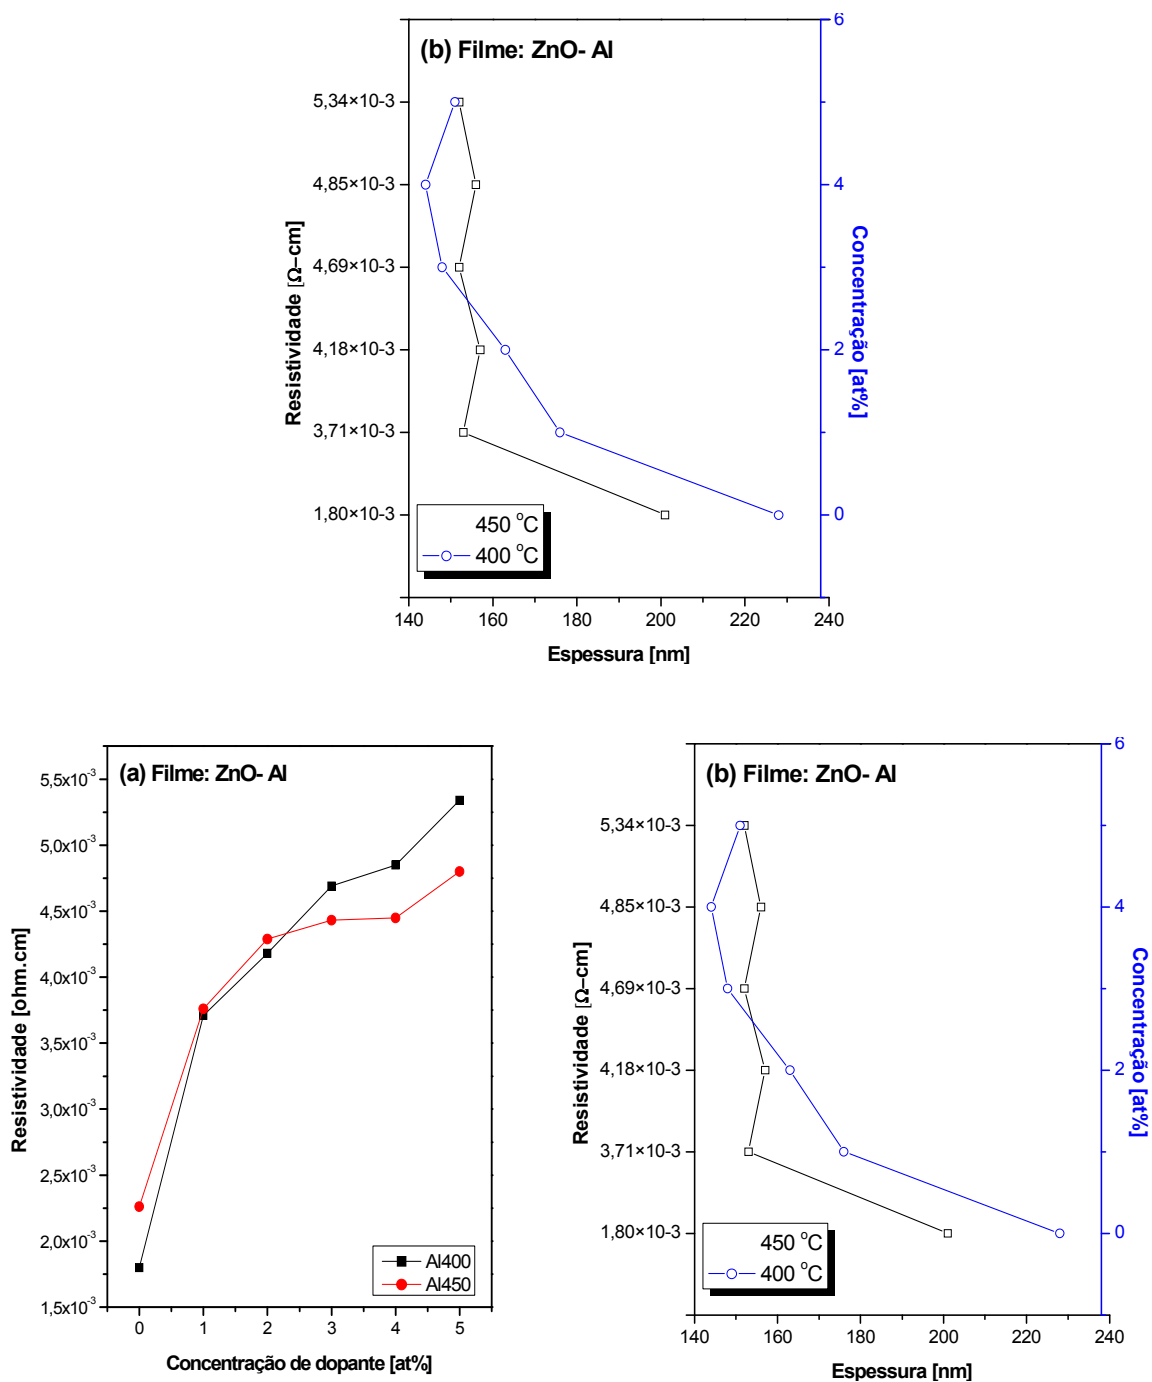 (b) Filme: ZnO- Al
6
5,34×10-3
4,85×10-3
4
4,69×10-3
4,18×10-3
2
3,71×10-3
1,80×10-3
0
Resistividade [Ω–cm]
Concentração [at%]
450 °C
400 °C
140 160 180 200 220 240
Espessura [nm]
(a) Filme: ZnO- Al
5,5x10⁻³
5,0x10⁻³
4,5x10⁻³
4,0x10⁻³
3,5x10⁻³
3,0x10⁻³
2,5x10⁻³
2,0x10⁻³
1,5x10⁻³
Resistividade [ohm.cm]
Al400
Al450
0 1 2 3 4 5
Concentração de dopante [at%]
(b) Filme: ZnO- Al
6
5,34×10-3
4,85×10-3
4
4,69×10-3
4,18×10-3
2
3,71×10-3
1,80×10-3
0
Resistividade [Ω–cm]
Concentração [at%]
450 °C
400 °C
140 160 180 200 220 240
Espessura [nm]